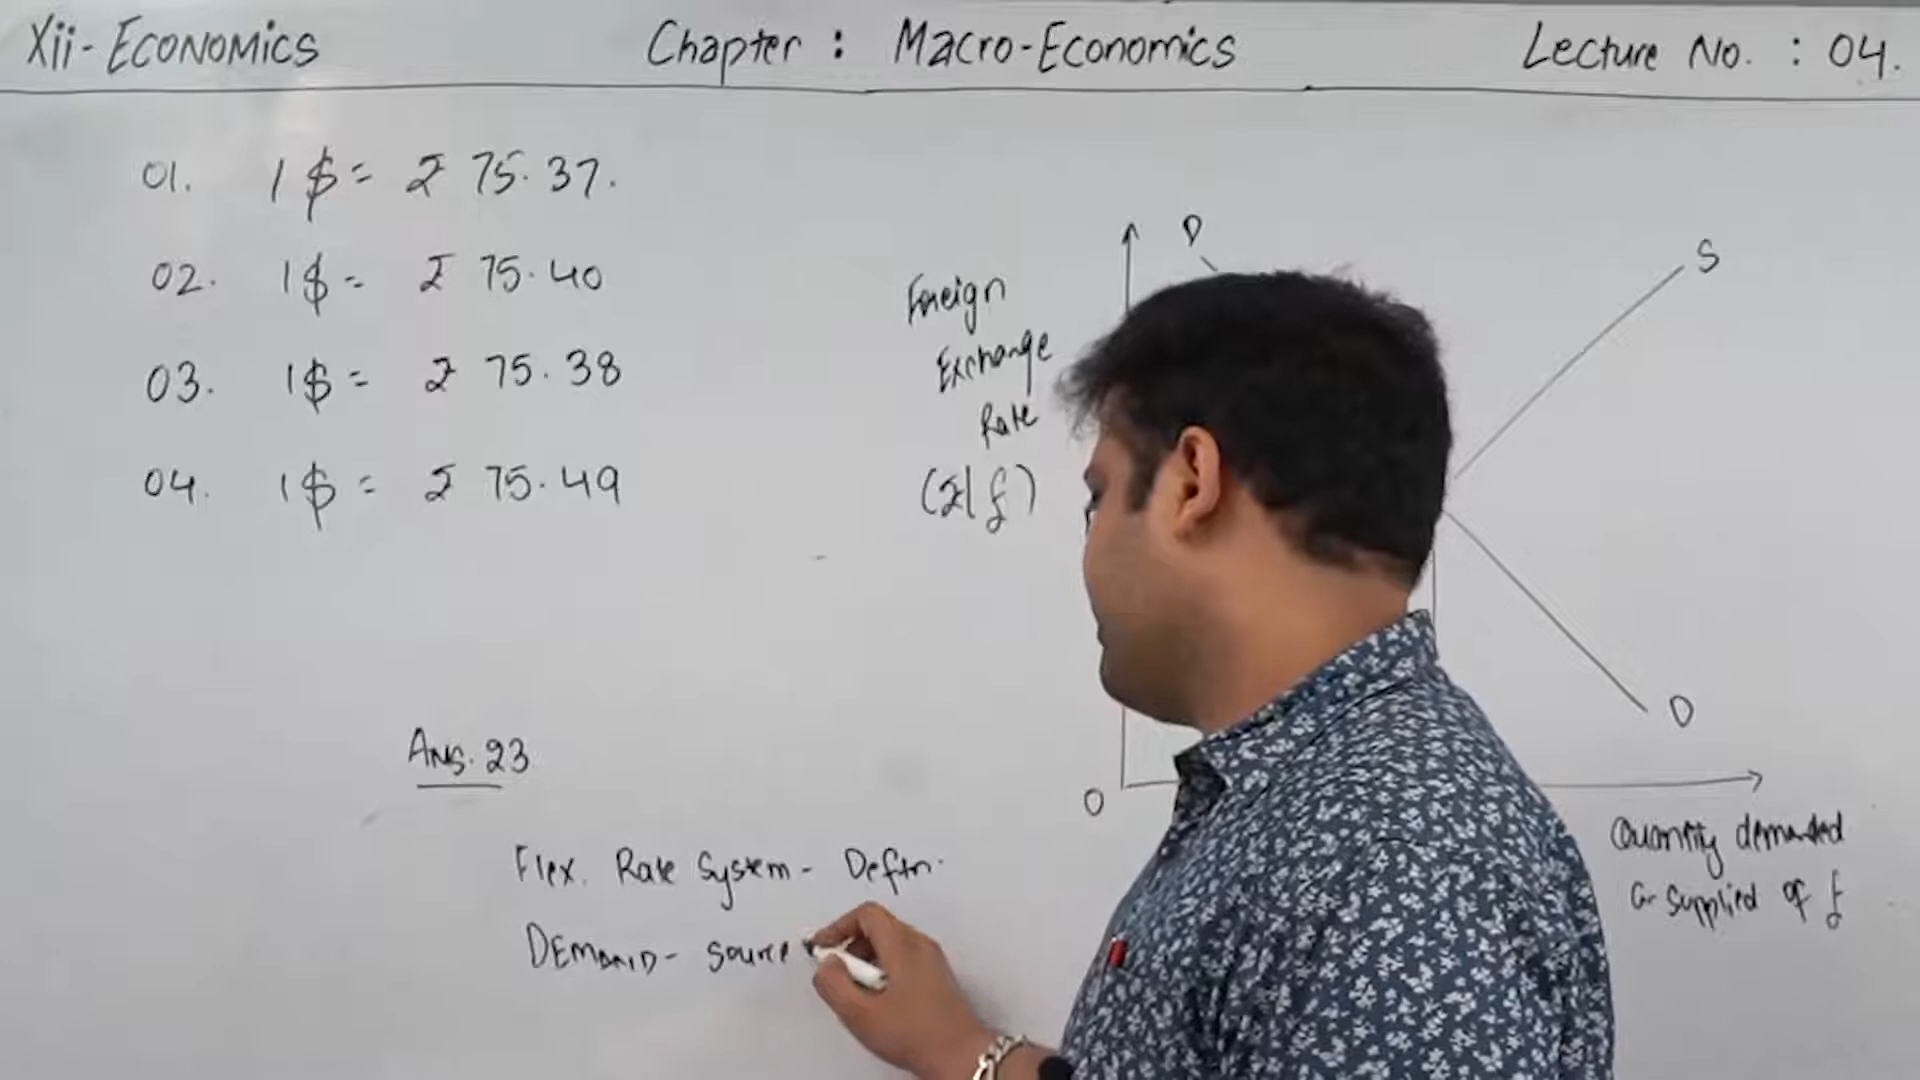 Xii - ECONOMICS
Chapter : Macro-Economics
Lecture No. : 04.
01. 1 $ = ₹ 75.37.
02. 1 $ = ₹ 75.40
03. 1 $ = ₹ 75.38
04. 1 $ = ₹ 75.49
Ans. 23
Flex. Rate System - Deftn.
DEMAND - Source
D
S
Foreign
Exchange
Rate
(₹/£)
D
O
Quantity demanded
Supplied of £